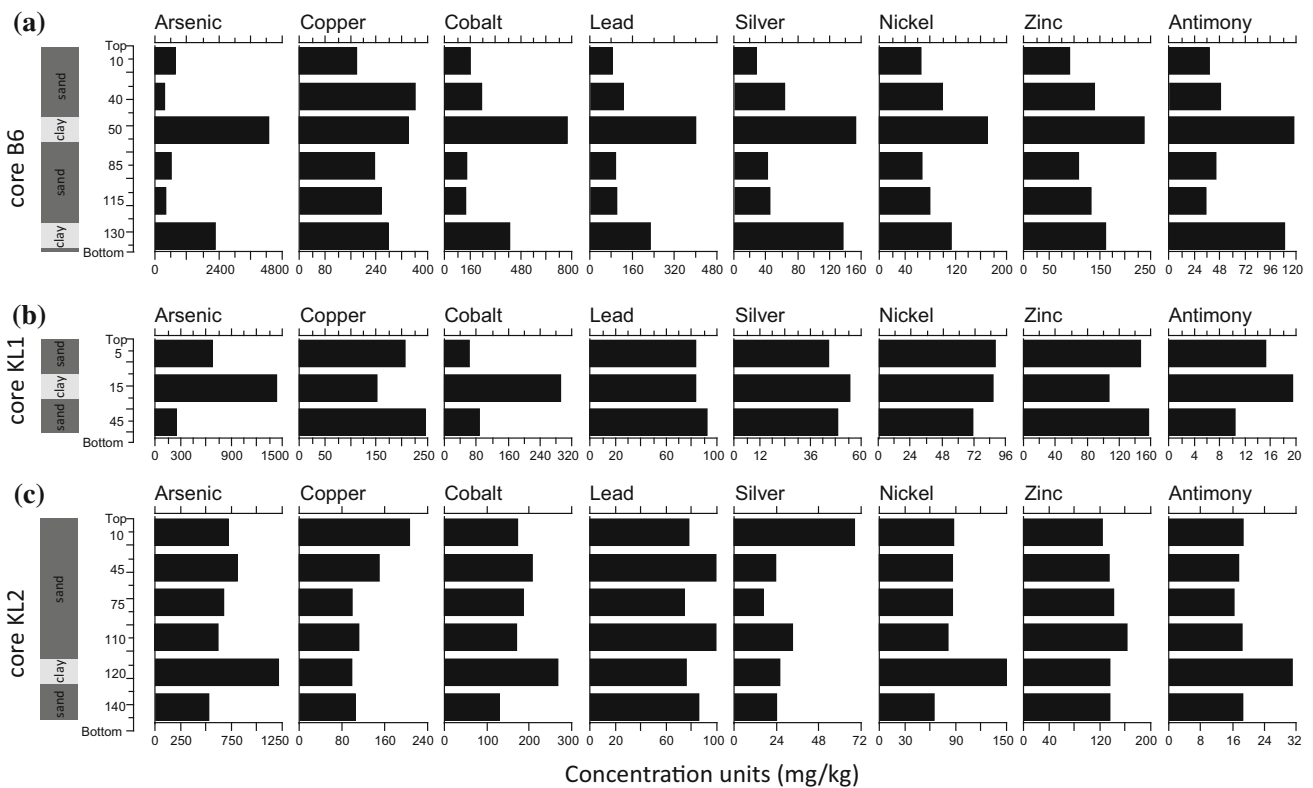 (a) Arsenic Copper Cobalt Lead Silver Nickel Zinc Antimony
core B6
sand
clay
sand
clay
Top
10
40
50
85
115
130
Bottom
0 2400 4800 0 80 240 400 0 160 480 800 0 160 320 480 0 40 80 120 160 0 40 120 200 0 50 150 250 0 24 48 72 96 120
(b) Arsenic Copper Cobalt Lead Silver Nickel Zinc Antimony
core KL1
sand
clay
sand
Top
5
15
45
Bottom
0 300 900 1500 0 50 150 250 0 80 160 240 320 0 20 60 100 0 12 36 60 0 24 48 72 96 0 40 80 120 160 0 4 8 12 16 20
(c) Arsenic Copper Cobalt Lead Silver Nickel Zinc Antimony
core KL2
sand
clay
sand
Top
10
45
75
110
120
140
Bottom
0 250 750 1250 0 80 160 240 0 100 200 300 0 20 60 100 0 24 48 72 0 30 90 150 0 40 120 200 0 16 32
Concentration units (mg/kg)